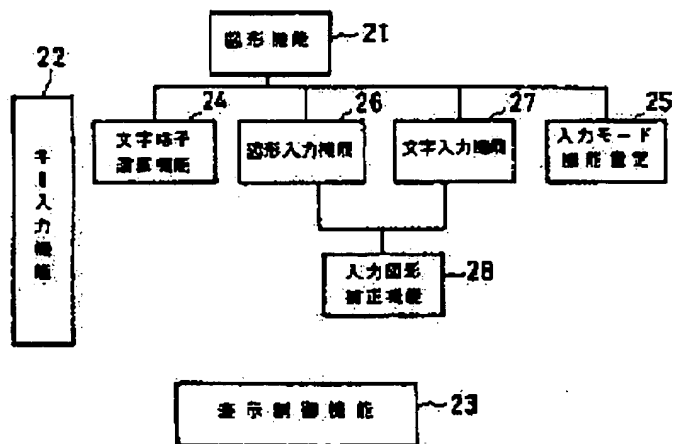 図形機能
21
22
24
26
27
25
キー入力機能
文字
図形入力機能
文字入力機能
入力モード
機能
入力図形
補正機能
28
表示制御機能
23